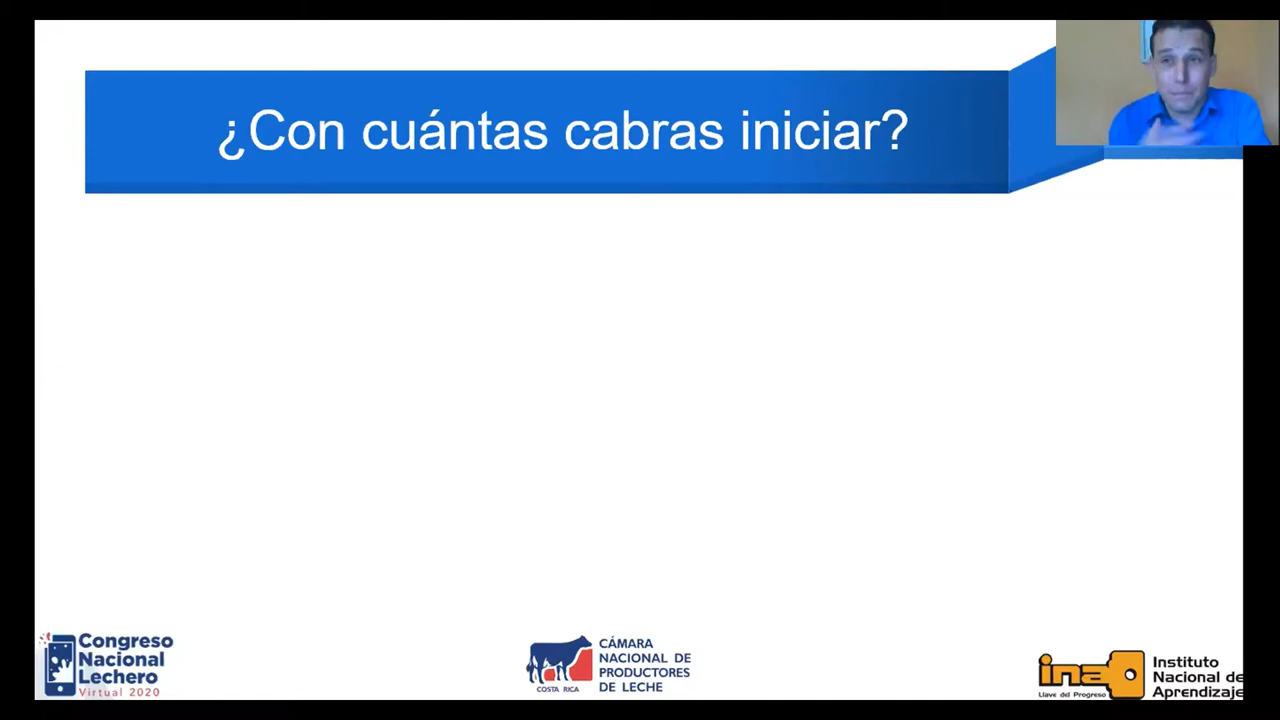 ¿Con cuántas cabras iniciar?
Congreso
Nacional
Lechero
Virtual 2020
CÁMARA
NACIONAL DE
PRODUCTORES
DE LECHE
COSTA RICA
ina
Llave del Progreso
Instituto
Nacional de
Aprendizaje